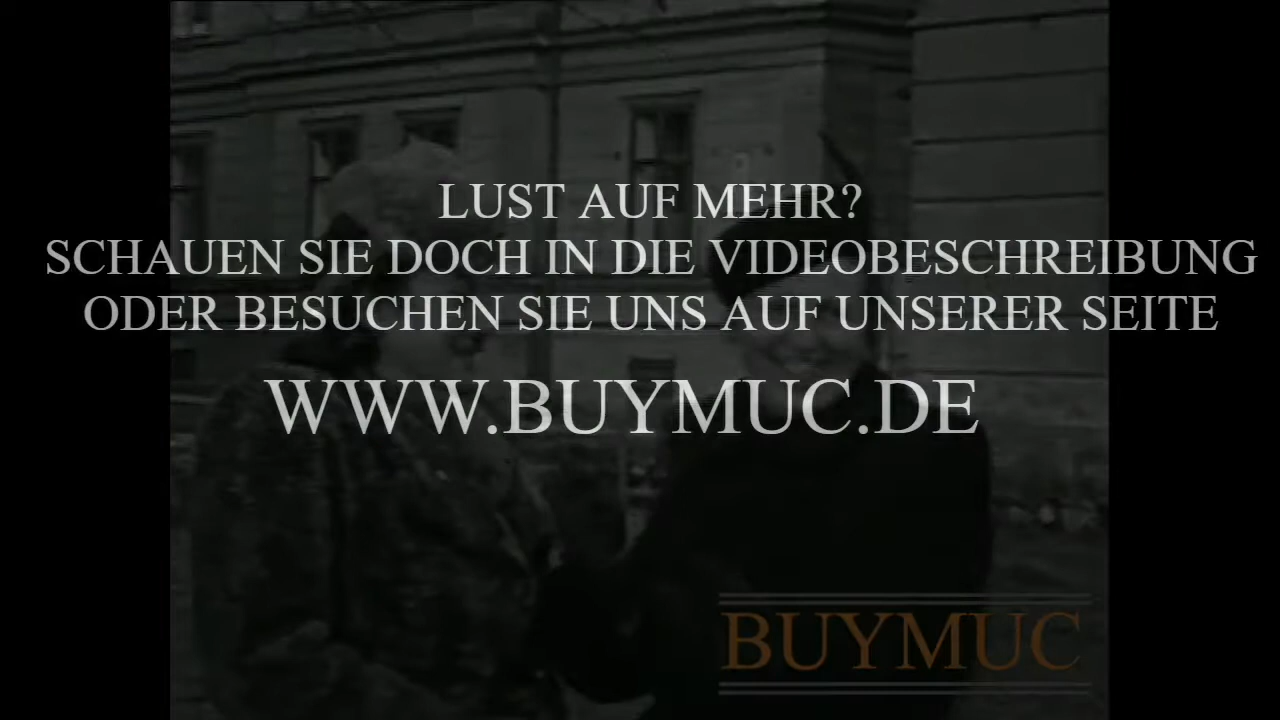 LUST AUF MEHR?
SCHAUEN SIE DOCH IN DIE VIDEOBESCHREIBUNG
ODER BESUCHEN SIE UNS AUF UNSERER SEITE
WWW.BUYMUC.DE
BUYMUC